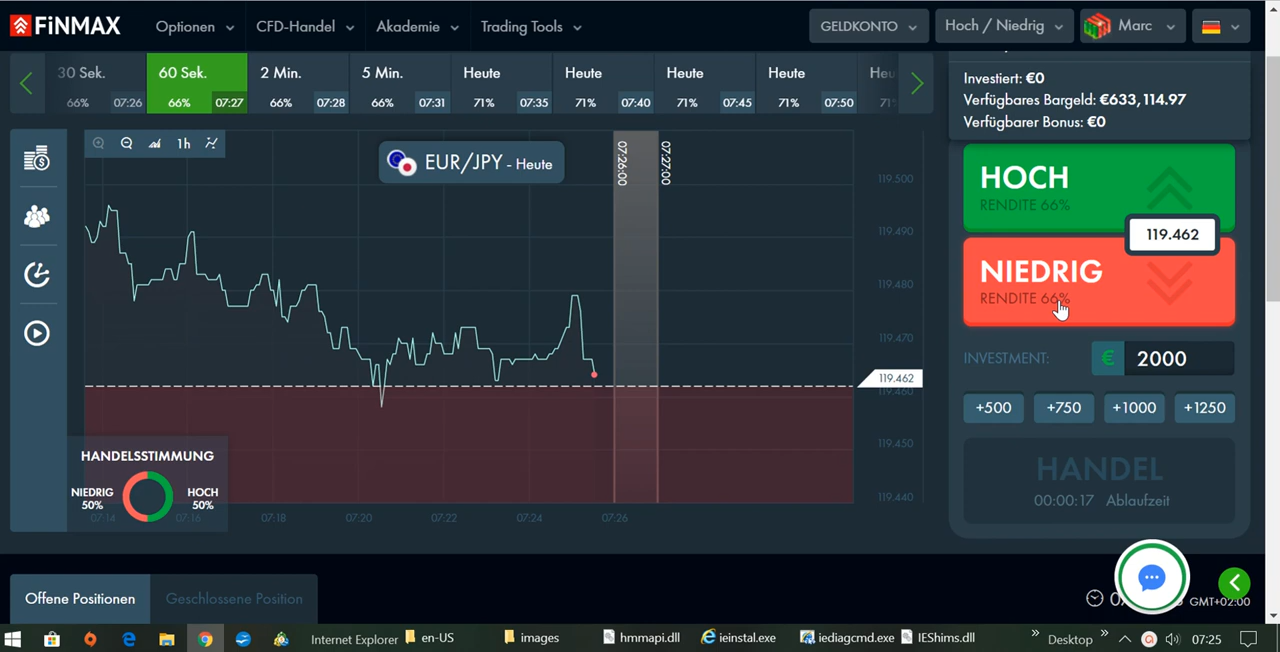 FiNMAX
Optionen
CFD-Handel
Akademie
Trading Tools
GELDKONTO
Hoch / Niedrig
Marc
30 Sek.
66%
07:26
60 Sek.
66%
07:27
2 Min.
66%
07:28
5 Min.
66%
07:31
Heute
71%
07:35
Heute
71%
07:40
Heute
71%
07:45
Heute
71%
07:50
Investiert: €0
Verfügbares Bargeld: €633,114.97
Verfügbarer Bonus: €0
1h
EUR/JPY - Heute
07:26:00
07:27:00
119.500
119.490
119.480
119.470
119.462
119.460
119.450
119.440
HANDELSSTIMMUNG
NIEDRIG
50%
HOCH
50%
07:14
07:16
07:18
07:20
07:22
07:24
07:26
HOCH
RENDITE 66%
119.462
NIEDRIG
RENDITE 66%
INVESTMENT:
€
2000
+500
+750
+1000
+1250
HANDEL
00:00:17 Ablaufzeit
Offene Positionen
Geschlossene Position
GMT+02:00
Internet Explorer
en-US
images
hmmapi.dll
ieinstal.exe
iediagcmd.exe
IEShims.dll
Desktop
07:25